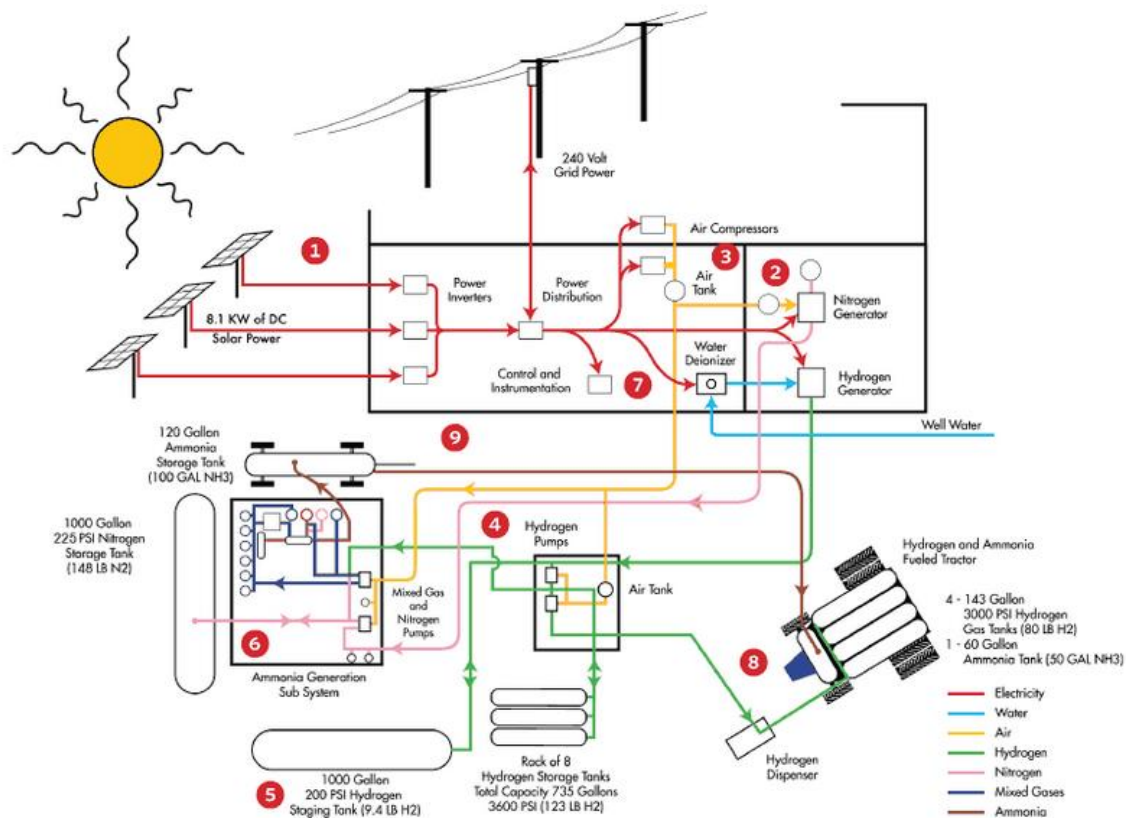 240 Volt
Grid Power
1
8.1 KW of DC
Solar Power
Power
Inverters
Power
Distribution
Air Compressors
3
Air
Tank
2
Nitrogen
Generator
Water
Deionizer
Control and
Instrumentation
7
Hydrogen
Generator
Well Water
120 Gallon
Ammonia
Storage Tank
(100 GAL NH3)
9
1000 Gallon
225 PSI Nitrogen
Storage Tank
(148 LB N2)
4
Hydrogen
Pumps
Air Tank
Mixed Gas
and
Nitrogen
Pumps
6
Ammonia Generation
Sub System
Hydrogen and Ammonia
Fueled Tractor
4 - 143 Gallon
3000 PSI Hydrogen
Gas Tanks (80 LB H2)
1 - 60 Gallon
Ammonia Tank (50 GAL NH3)
8
Hydrogen
Dispenser
5
1000 Gallon
200 PSI Hydrogen
Staging Tank (9.4 LB H2)
Rack of 8
Hydrogen Storage Tanks
Total Capacity 735 Gallons
3600 PSI (123 LB H2)
Electricity
Water
Air
Hydrogen
Nitrogen
Mixed Gases
Ammonia